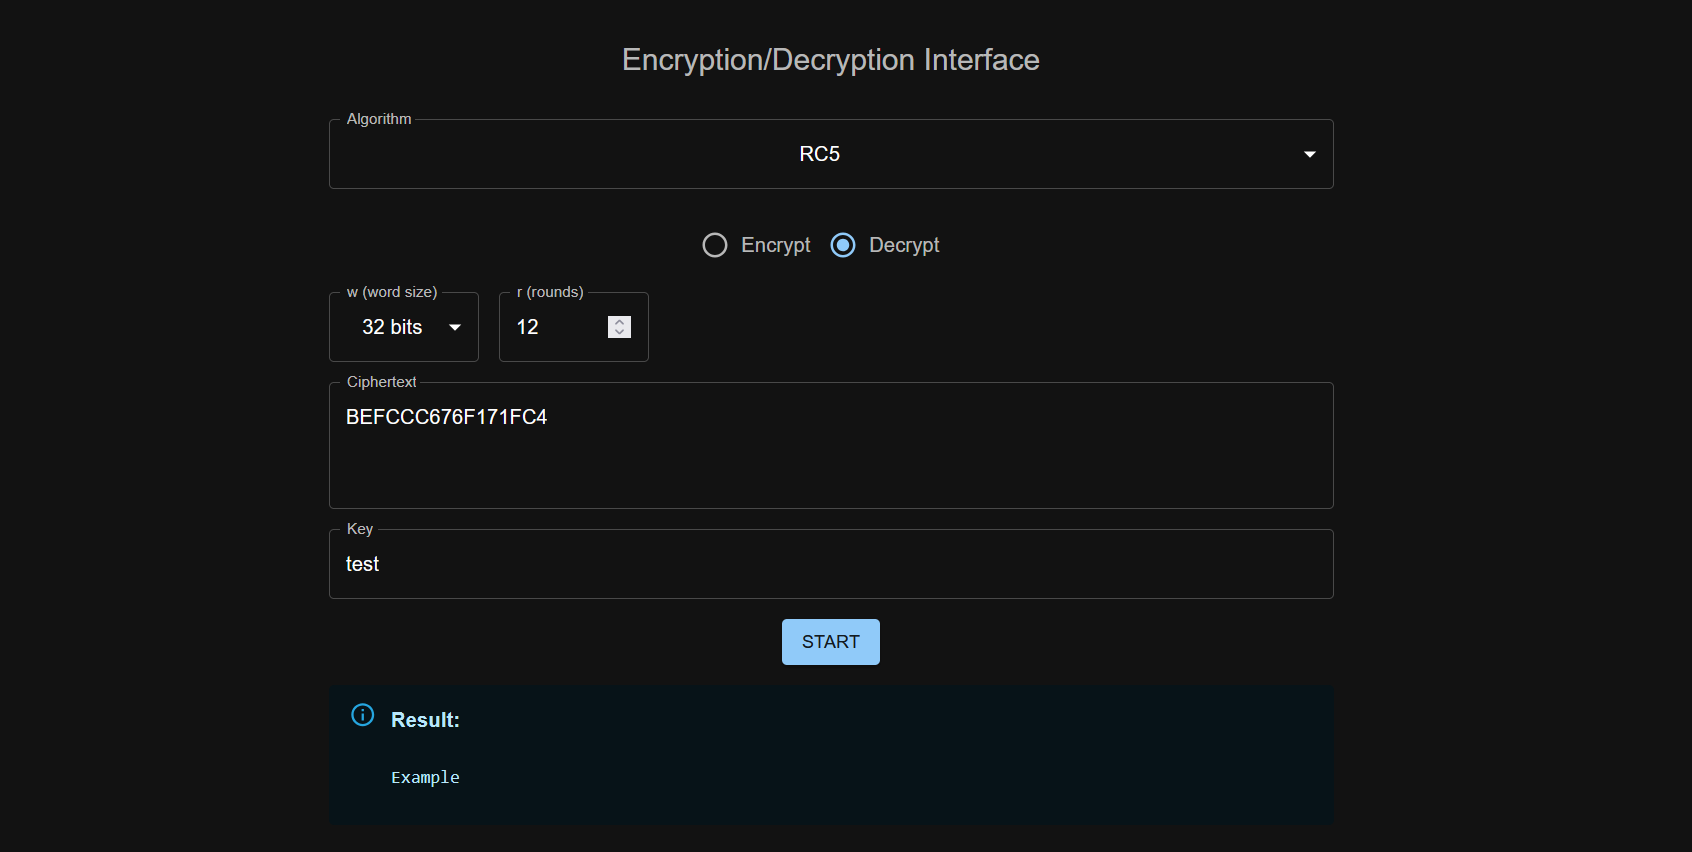 Encryption/Decryption Interface
Algorithm
RC5
Encrypt Decrypt
w (word size) r (rounds)
32 bits 12
Ciphertext
BEFCCC676F171FC4
Key
test
START
Result:
Example